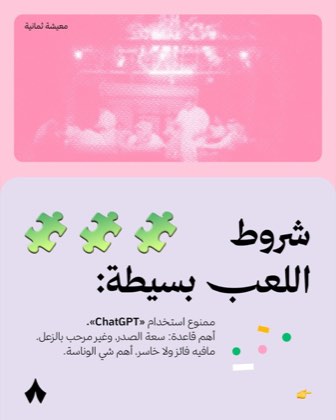 معيشة ثمانية
شروط
اللعب بسيطة:
ممنوع استخدام «ChatGPT».
أهم قاعدة: سعة الصدر، وغير مرحب بالزعل.
مافيه فائز ولا خاسر، أهم شي الوناسة.